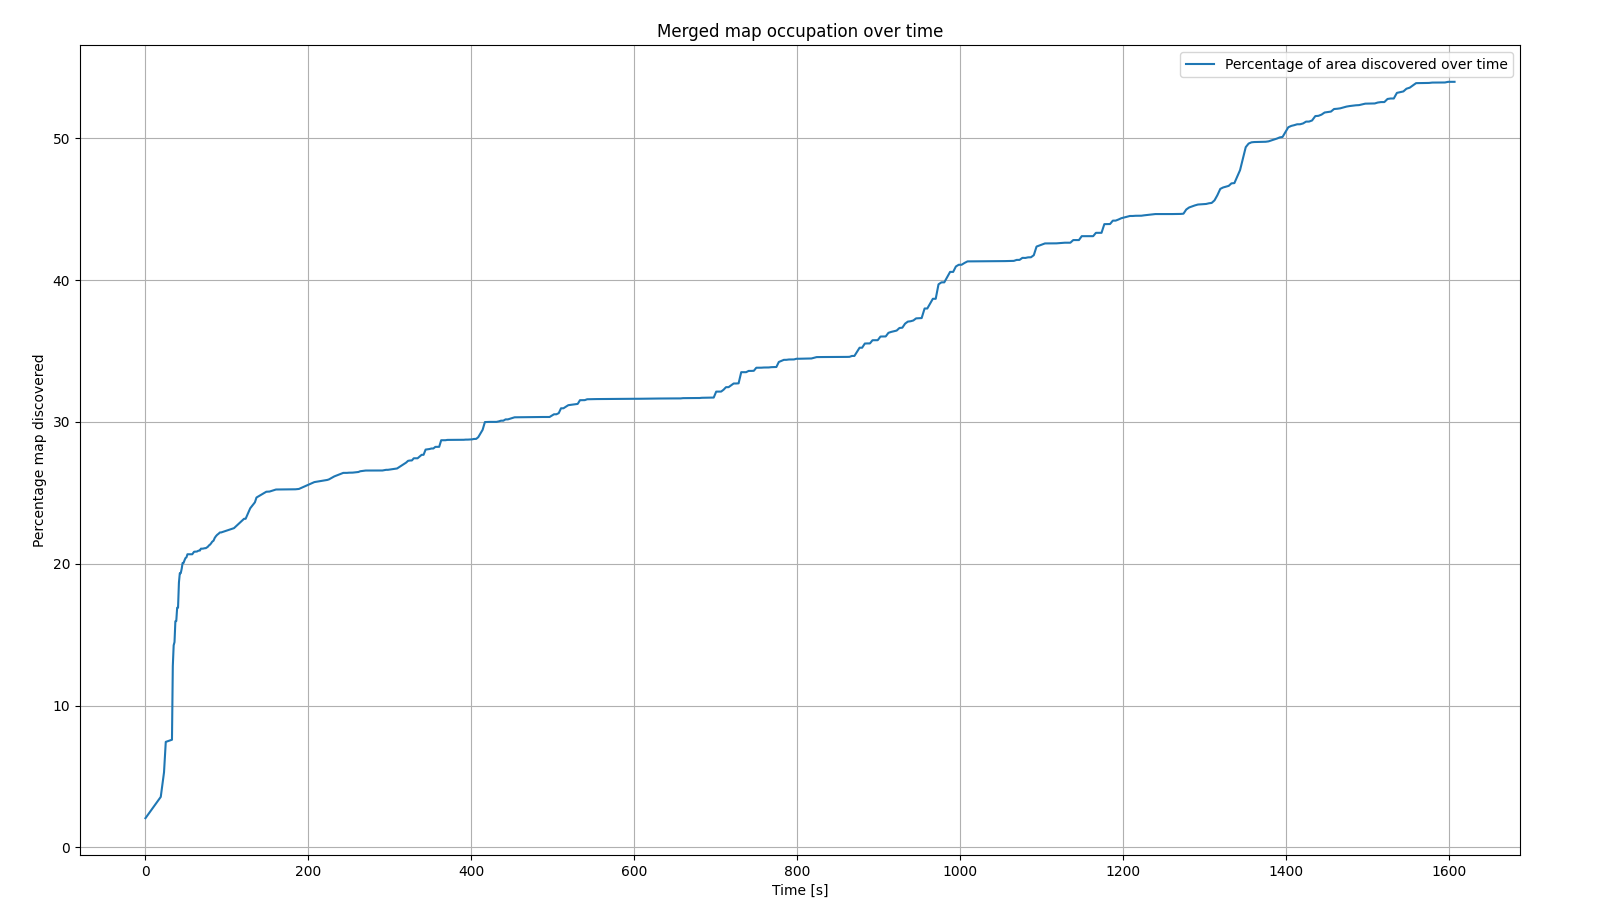 Merged map occupation over time
Percentage of area discovered over time
Percentage map discovered
50
40
30
20
10
0
0 200 400 600 800 1000 1200 1400 1600
Time [s]